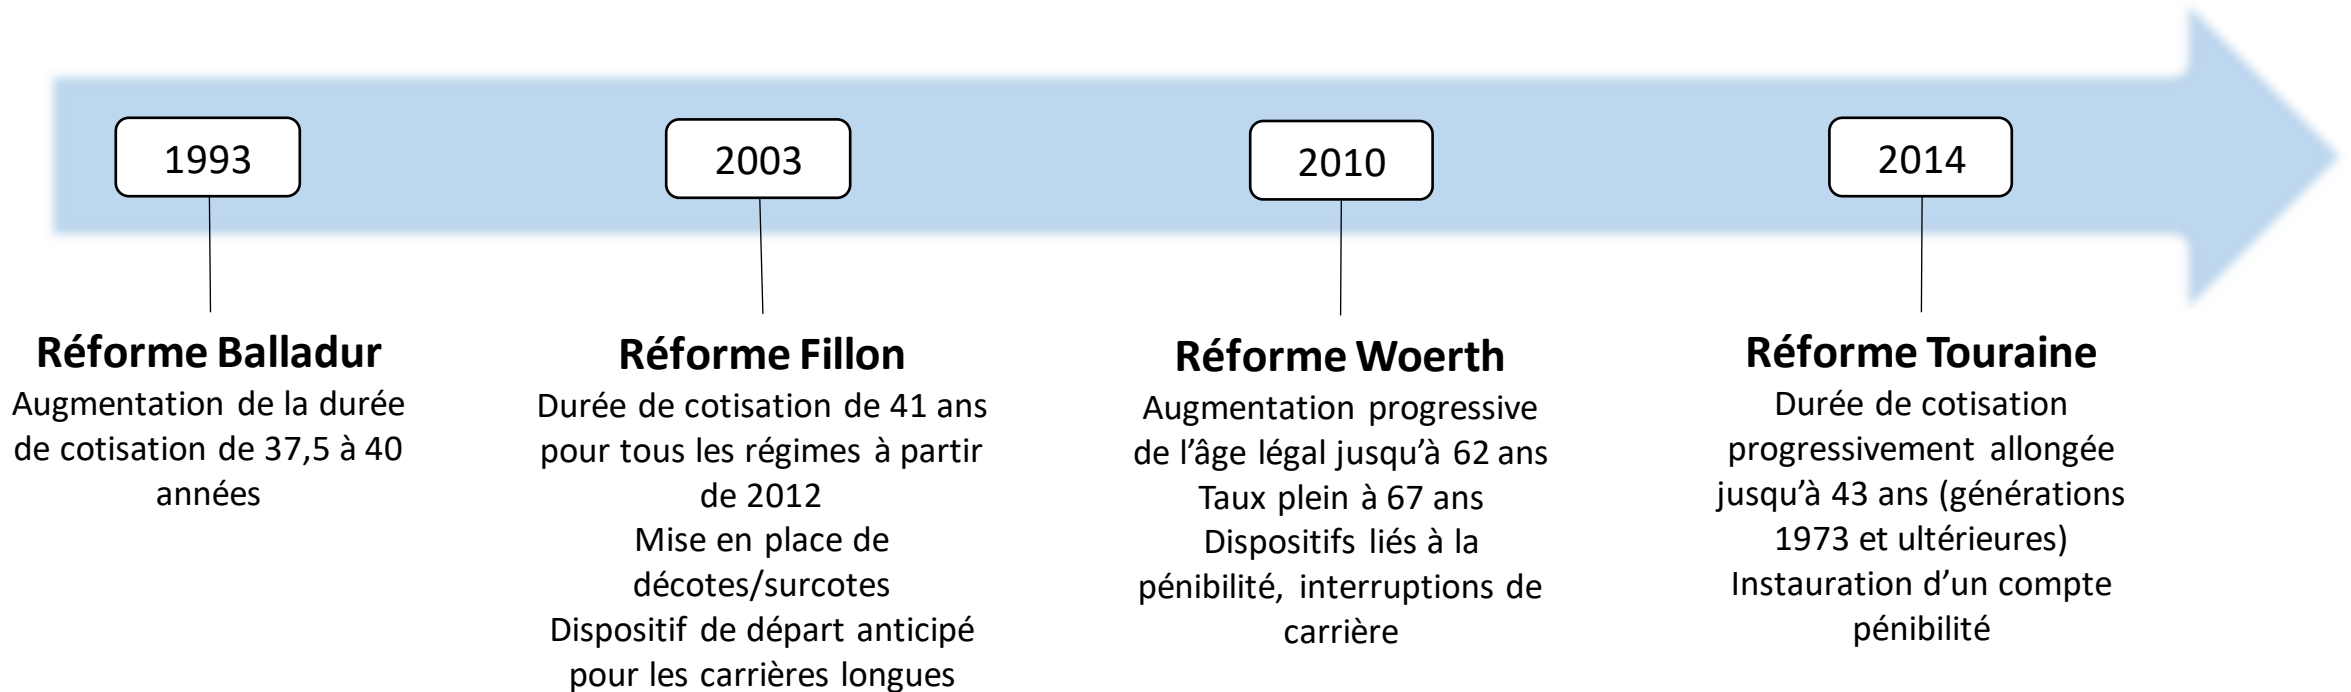 1993
Réforme Balladur
Augmentation de la durée
de cotisation de 37,5 à 40
années
2003
Réforme Fillon
Durée de cotisation de 41 ans
pour tous les régimes à partir
de 2012
Mise en place de
décotes/surcotes
Dispositif de départ anticipé
pour les carrières longues
2010
Réforme Woerth
Augmentation progressive
de l’âge légal jusqu’à 62 ans
Taux plein à 67 ans
Dispositifs liés à la
pénibilité, interruptions de
carrière
2014
Réforme Touraine
Durée de cotisation
progressivement allongée
jusqu’à 43 ans (générations
1973 et ultérieures)
Instauration d’un compte
pénibilité